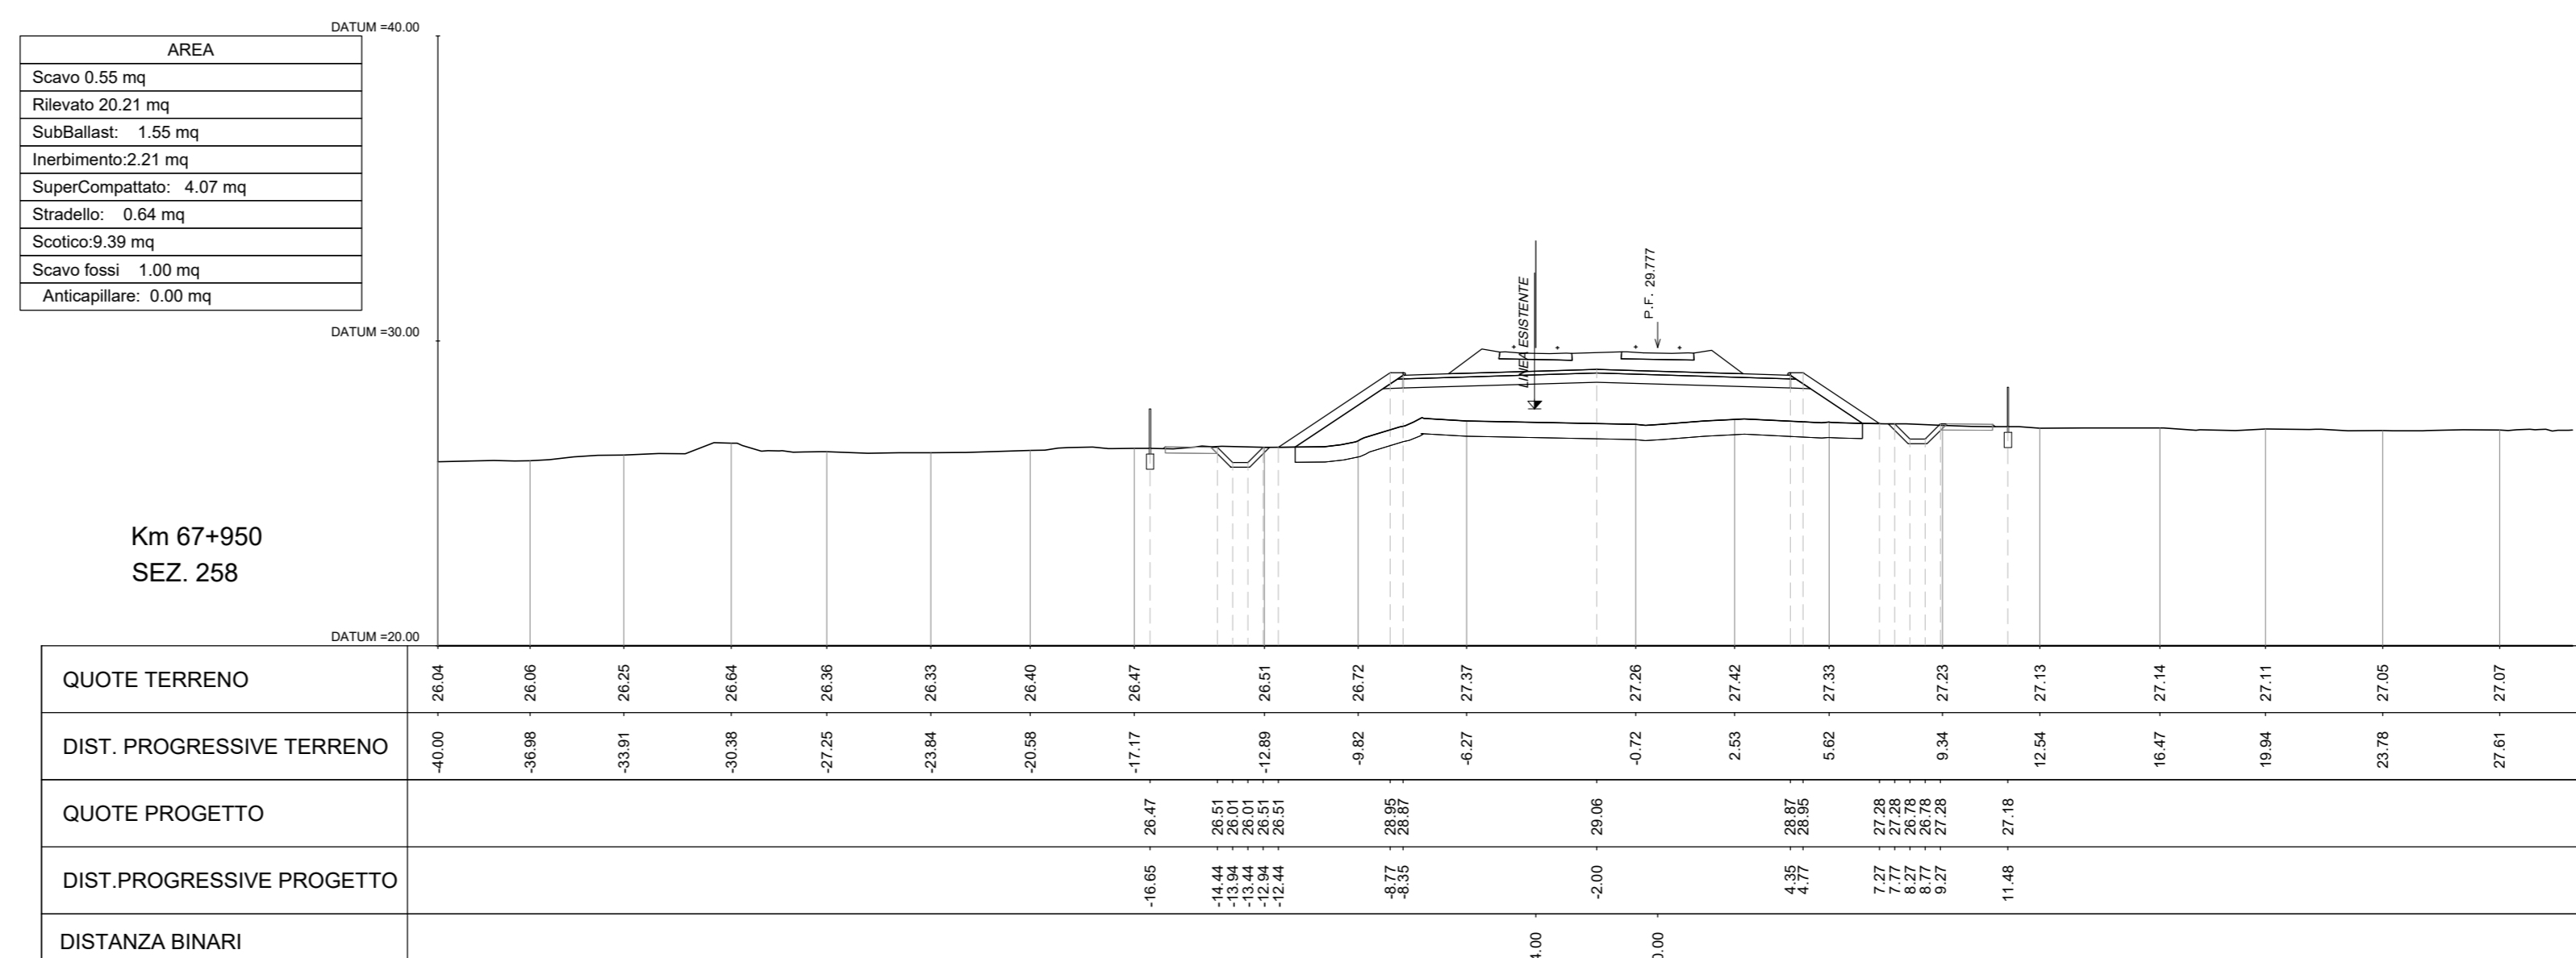 DATUM =40.00
AREA
Scavo 0.55 mq
Rilevato 20.21 mq
SubBallast: 1.55 mq
Inerbimento:2.21 mq
SuperCompattato: 4.07 mq
Stradello: 0.64 mq
Scotico:9.39 mq
Scavo fossi 1.00 mq
Anticapillare: 0.00 mq
DATUM =30.00
LINEA ESISTENTE
P.F. 29.777
Km 67+950
SEZ. 258
DATUM =20.00
QUOTE TERRENO 26.04 26.06 26.25 26.64 26.36 26.33 26.40 26.47 26.51 26.72 27.37 27.26 27.42 27.33 27.23 27.13 27.14 27.11 27.05 27.07
DIST. PROGRESSIVE TERRENO -40.00 -36.98 -33.91 -30.38 -27.25 -23.84 -20.58 -17.17 -12.89 -9.82 -6.27 -0.72 2.53 5.62 9.34 12.54 16.47 19.94 23.78 27.61
QUOTE PROGETTO 26.47 26.51 26.01 26.01 26.51 26.51 28.95 28.87 29.06 28.87 28.95 27.28 27.28 26.78 26.78 27.28 27.18
DIST.PROGRESSIVE PROGETTO -16.65 -14.44 -13.94 -13.44 -12.94 -12.44 -8.77 -8.35 -2.00 4.35 4.77 7.27 7.77 8.27 8.77 9.27 11.48
DISTANZA BINARI